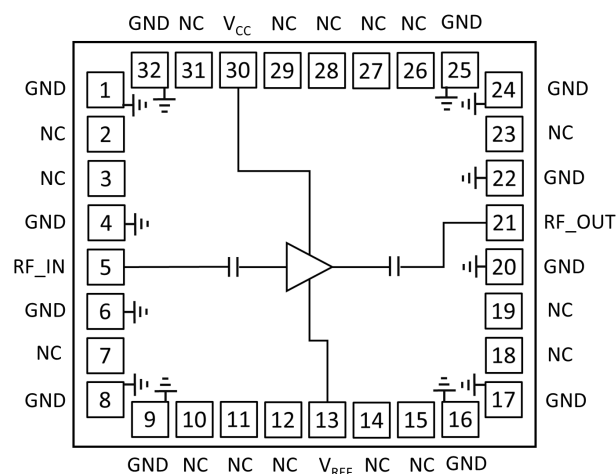 GND NC VCC NC NC NC NC GND
32 31 30 29 28 27 26 25
GND 1 24 GND
NC 2 23 NC
NC 3 22 GND
GND 4 21 RF_OUT
RF_IN 5 20 GND
GND 6 19 NC
NC 7 18 NC
GND 8 17 GND
9 10 11 12 13 14 15 16
GND NC NC NC VREF NC NC GND